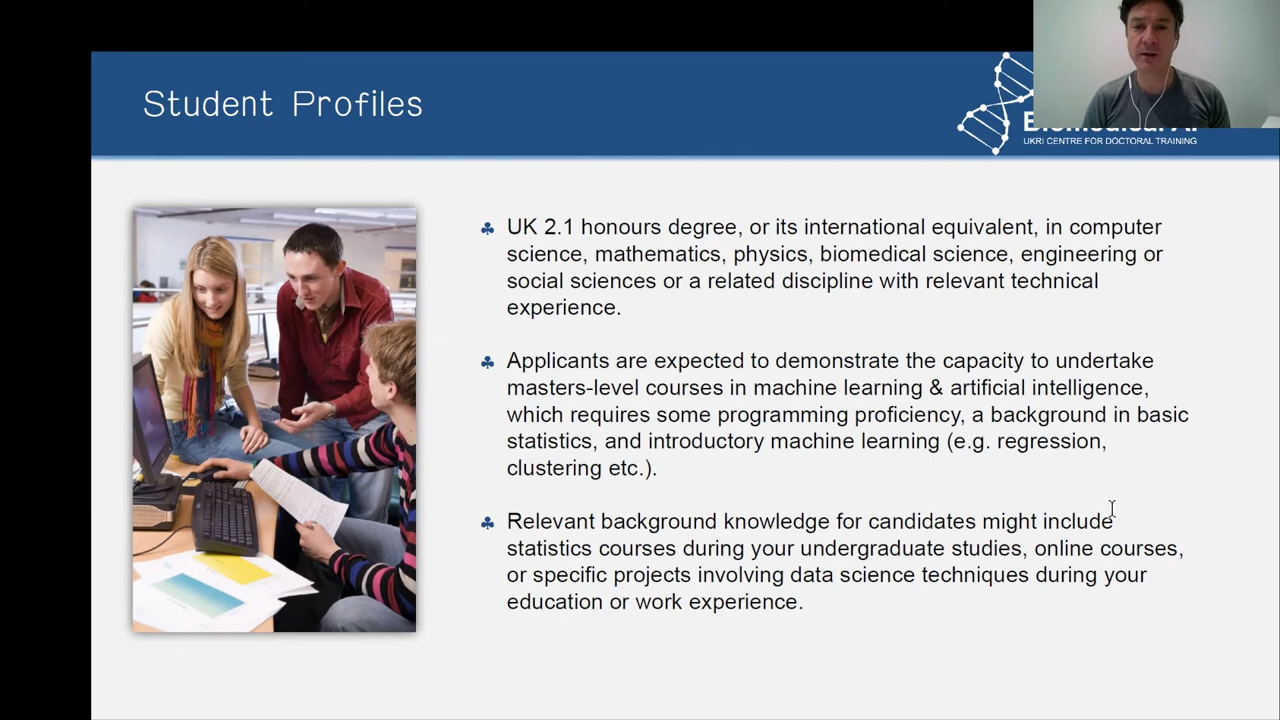 Student Profiles
UKRI CENTRE FOR DOCTORAL TRAINING
UK 2.1 honours degree, or its international equivalent, in computer
science, mathematics, physics, biomedical science, engineering or
social sciences or a related discipline with relevant technical
experience.
Applicants are expected to demonstrate the capacity to undertake
masters-level courses in machine learning & artificial intelligence,
which requires some programming proficiency, a background in basic
statistics, and introductory machine learning (e.g. regression,
clustering etc.).
Relevant background knowledge for candidates might include
statistics courses during your undergraduate studies, online courses,
or specific projects involving data science techniques during your
education or work experience.